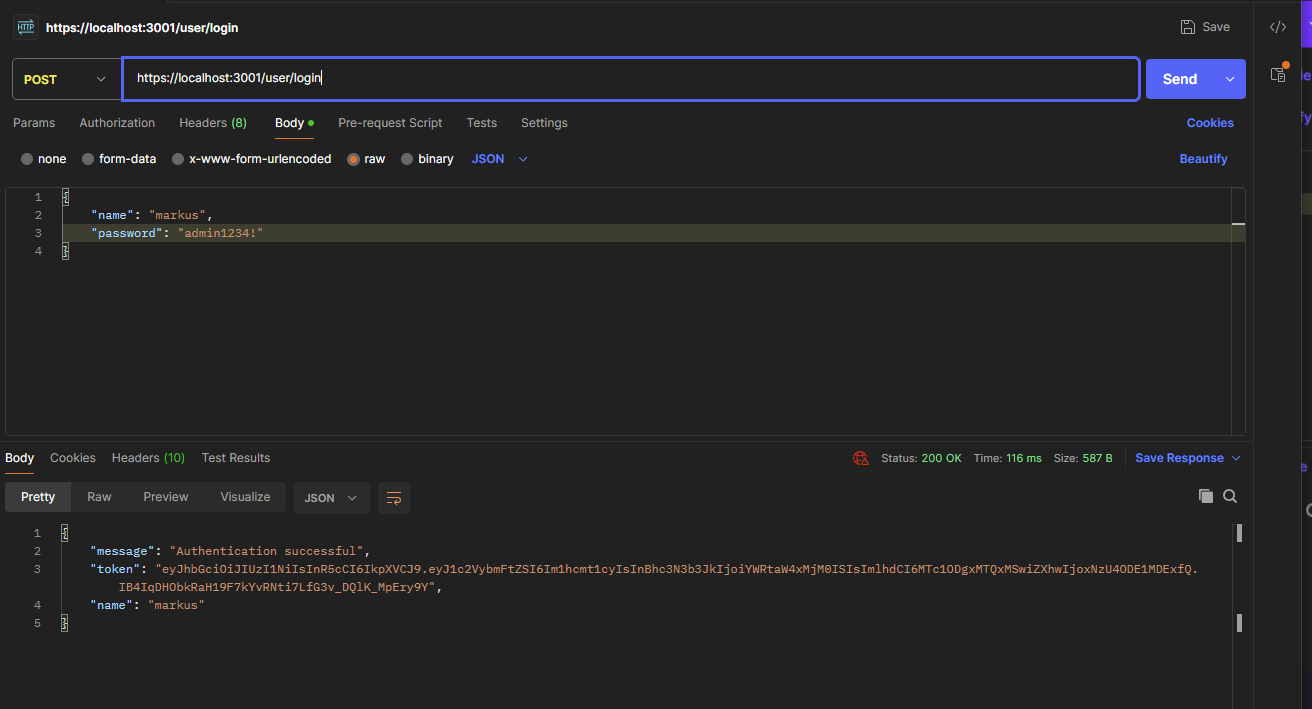 HTTP https://localhost:3001/user/login Save
POST https://localhost:3001/user/login Send
Params Authorization Headers (8) Body Pre-request Script Tests Settings Cookies
none form-data x-www-form-urlencoded raw binary JSON Beautify
1 {
2 "name": "markus",
3 "password": "admin1234!"
4 }
Body Cookies Headers (10) Test Results Status: 200 OK Time: 116 ms Size: 587 B Save Response
Pretty Raw Preview Visualize JSON
1 {
2 "message": "Authentication successful",
3 "token": "eyJhbGciOiJIUzI1NiIsInR5cCI6IkpXVCJ9.eyJ1c2VybmFtZSI6Im1hcmt1cyIsInBhc3N3b3JkIjoiYWRtaW4xMjM0ISIsImlhdCI6MTc1ODgxMTQxMSwiZXhwIjoxNzU4ODE1MDExfQ.
IB4IqDHObkRaH19F7kYvRNti7LfG3v_DQlK_MpEry9Y",
4 "name": "markus"
5 }